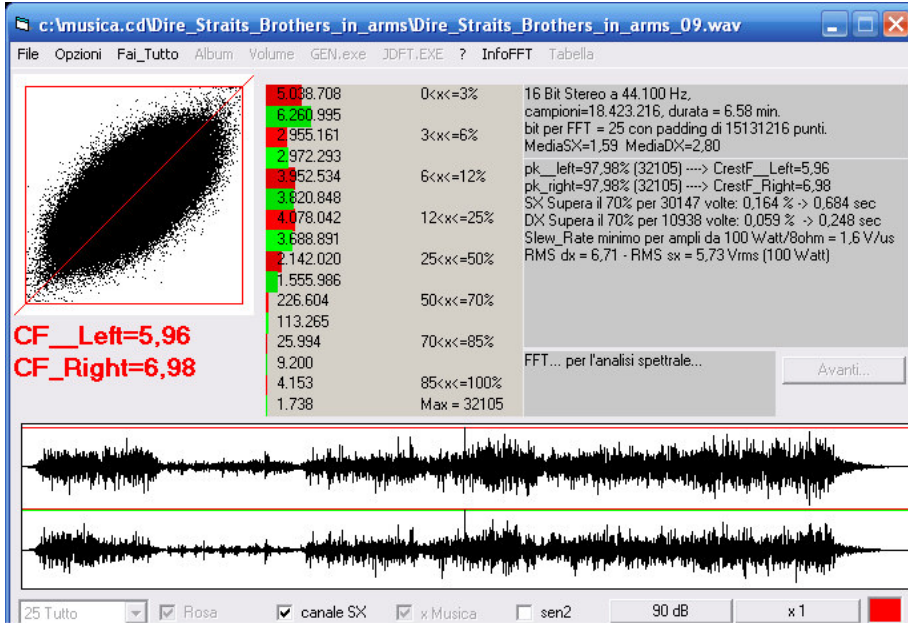 c:\musica.cd\Dire_Straits_Brothers_in_arms\Dire_Straits_Brothers_in_arms_09.wav
File Opzioni Fai_Tutto Album Volume GEN.exe JDFT.EXE ? InfoFFT Tabella
5.038.708 0<x<=3%
6.260.995
2.955.161 3<x<=6%
2.972.293
3.952.534 6<x<=12%
3.820.848
4.078.042 12<x<=25%
3.688.891
2.142.020 25<x<=50%
1.555.986
226.604 50<x<=70%
113.265
25.994 70<x<=85%
9.200
4.153 85<x<=100%
1.738 Max = 32105
16 Bit Stereo a 44.100 Hz,
campioni=18.423.216, durata = 6.58 min.
bit per FFT = 25 con padding di 15131216 punti.
MediaSX=1,59 MediaDX=2,80
pk__left=97,98% (32105) ----> CrestF__Left=5,96
pk_right=97,98% (32105) ----> CrestF_Right=6,98
SX Supera il 70% per 30147 volte: 0,164 % -> 0,684 sec
DX Supera il 70% per 10938 volte: 0,059 % -> 0,248 sec
Slew_Rate minimo per ampli da 100 Watt/8ohm = 1,6 V/us
RMS dx = 6,71 - RMS sx = 5,73 Vrms (100 Watt)
CF__Left=5,96
CF_Right=6,98
FFT... per l'analisi spettrale...
Avanti...
25 Tutto Rosa canale SX x Musica sen2 90 dB x 1